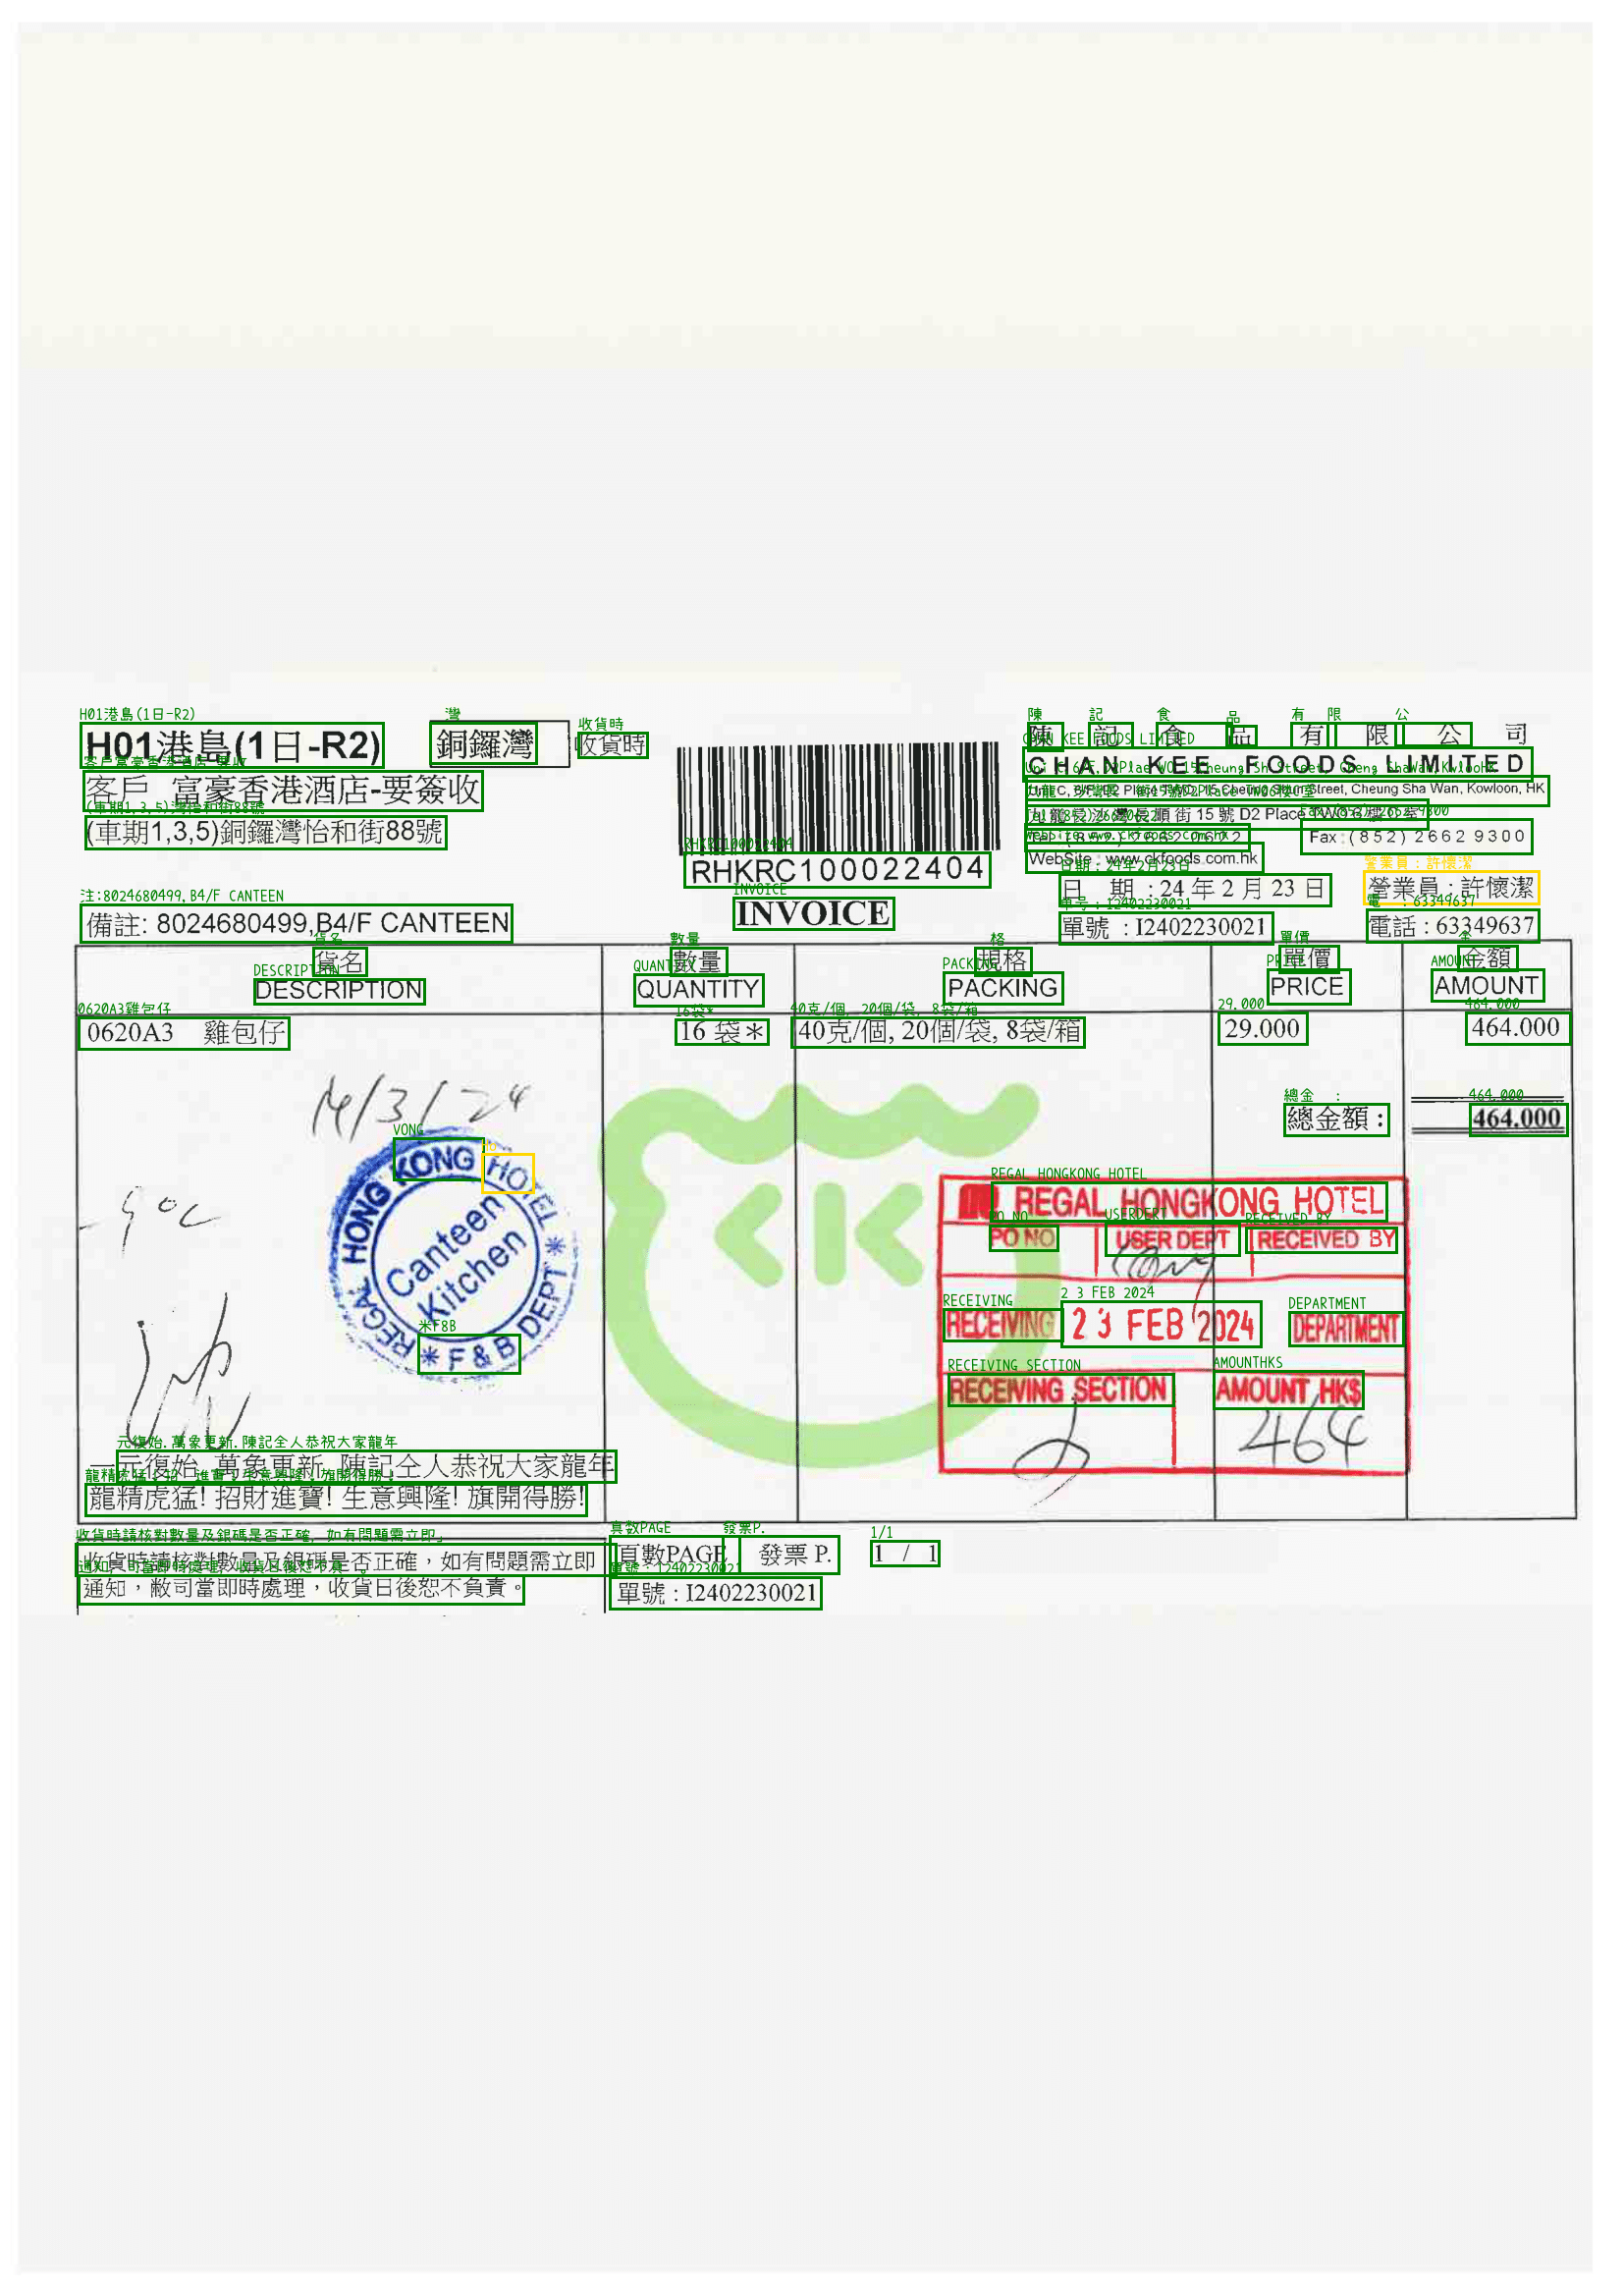 H01港島(1日-R2)
銅鑼灣
收貨時
陳記食品有限公司
CHAN KEE FOODS LIMITED
客戶 富豪香港酒店-要簽收
Unit C, 6/F, D2 Place TWO, 15 Cheung Shun Street, Cheung Sha Wan, Kowloon, HK
(車期1,3,5)銅鑼灣怡和街88號
九龍長沙灣長順街 15 號 D2 Place TWO 6 樓 C 室
Tel : (852) 2662 0622
Fax : (852) 2662 9300
WebSite : www.ckfoods.com.hk
RHKRC100022404
日 期 : 24 年 2 月 23 日
營業員 : 許懷潔
備註: 8024680499,B4/F CANTEEN
INVOICE
單號 : I2402230021
電話 : 63349637
貨名 數量 規格 單價 金額
DESCRIPTION QUANTITY PACKING PRICE AMOUNT
0620A3 雞包仔 16 袋* 40克/個, 20個/袋, 8袋/箱 29.000 464.000
14/3/24
總金額 : 464.000
REGAL HONG KONG HOTEL
Canteen
Kitchen
* F & B DEPT *
REGAL HONGKONG HOTEL
PO NO USER DEPT RECEIVED BY
RECEIVING 23 FEB 2024 DEPARTMENT
RECEIVING SECTION AMOUNT HK$
464
一元復始, 萬象更新, 陳記仝人恭祝大家龍年
龍精虎猛! 招財進寶! 生意興隆! 旗開得勝!
收貨時請核對數量及銀碼是否正確，如有問題需立即
通知，敝司當即時處理，收貨日後恕不負責。
頁數PAGE 發票 P. 1 / 1
單號 : I2402230021